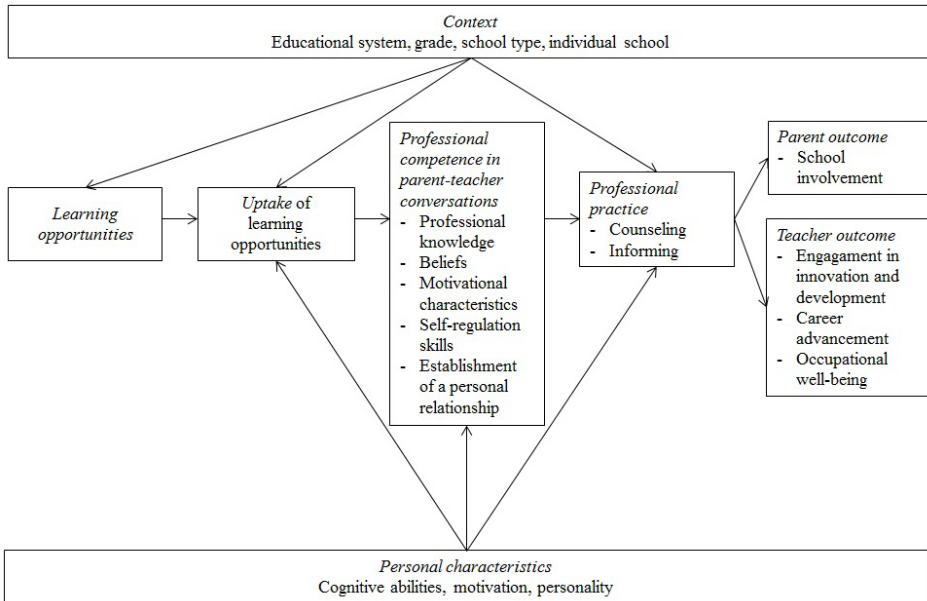 Context
Educational system, grade, school type, individual school
Learning
opportunities
Uptake of
learning
opportunities
Professional
competence in
parent-teacher
conversations
- Professional
knowledge
- Beliefs
- Motivational
characteristics
- Self-regulation
skills
- Establishment
of a personal
relationship
Professional
practice
- Counseling
- Informing
Parent outcome
- School
involvement
Teacher outcome
- Engagament in
innovation and
development
- Career
advancement
- Occupational
well-being
Personal characteristics
Cognitive abilities, motivation, personality